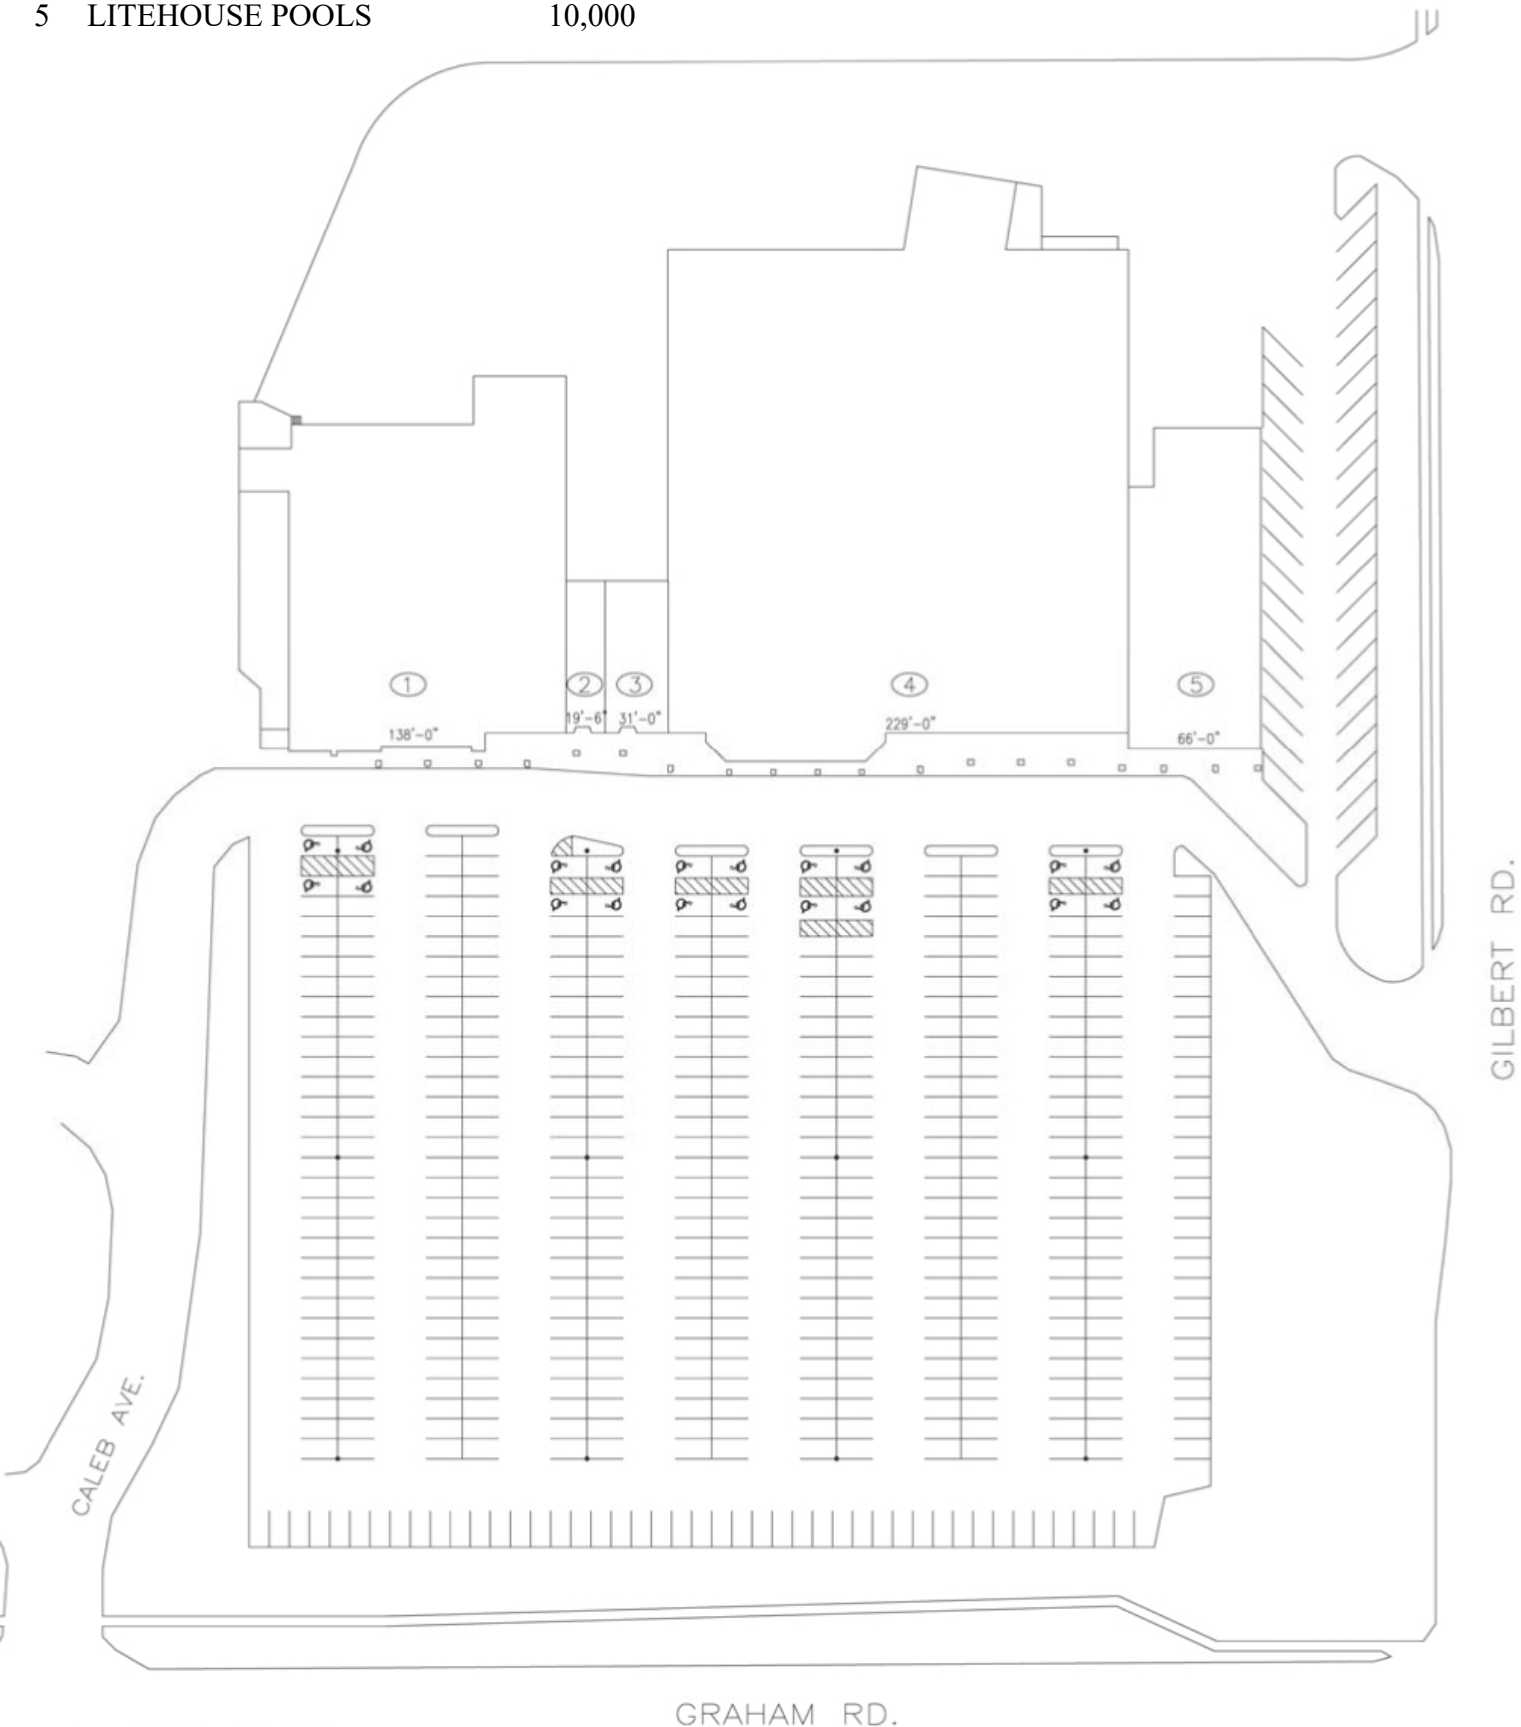 5 LITEHOUSE POOLS 10,000
1 2 3 4 5
138'-0" 19'-6" 31'-0" 229'-0" 66'-0"
GILBERT RD.
CALEB AVE.
GRAHAM RD.